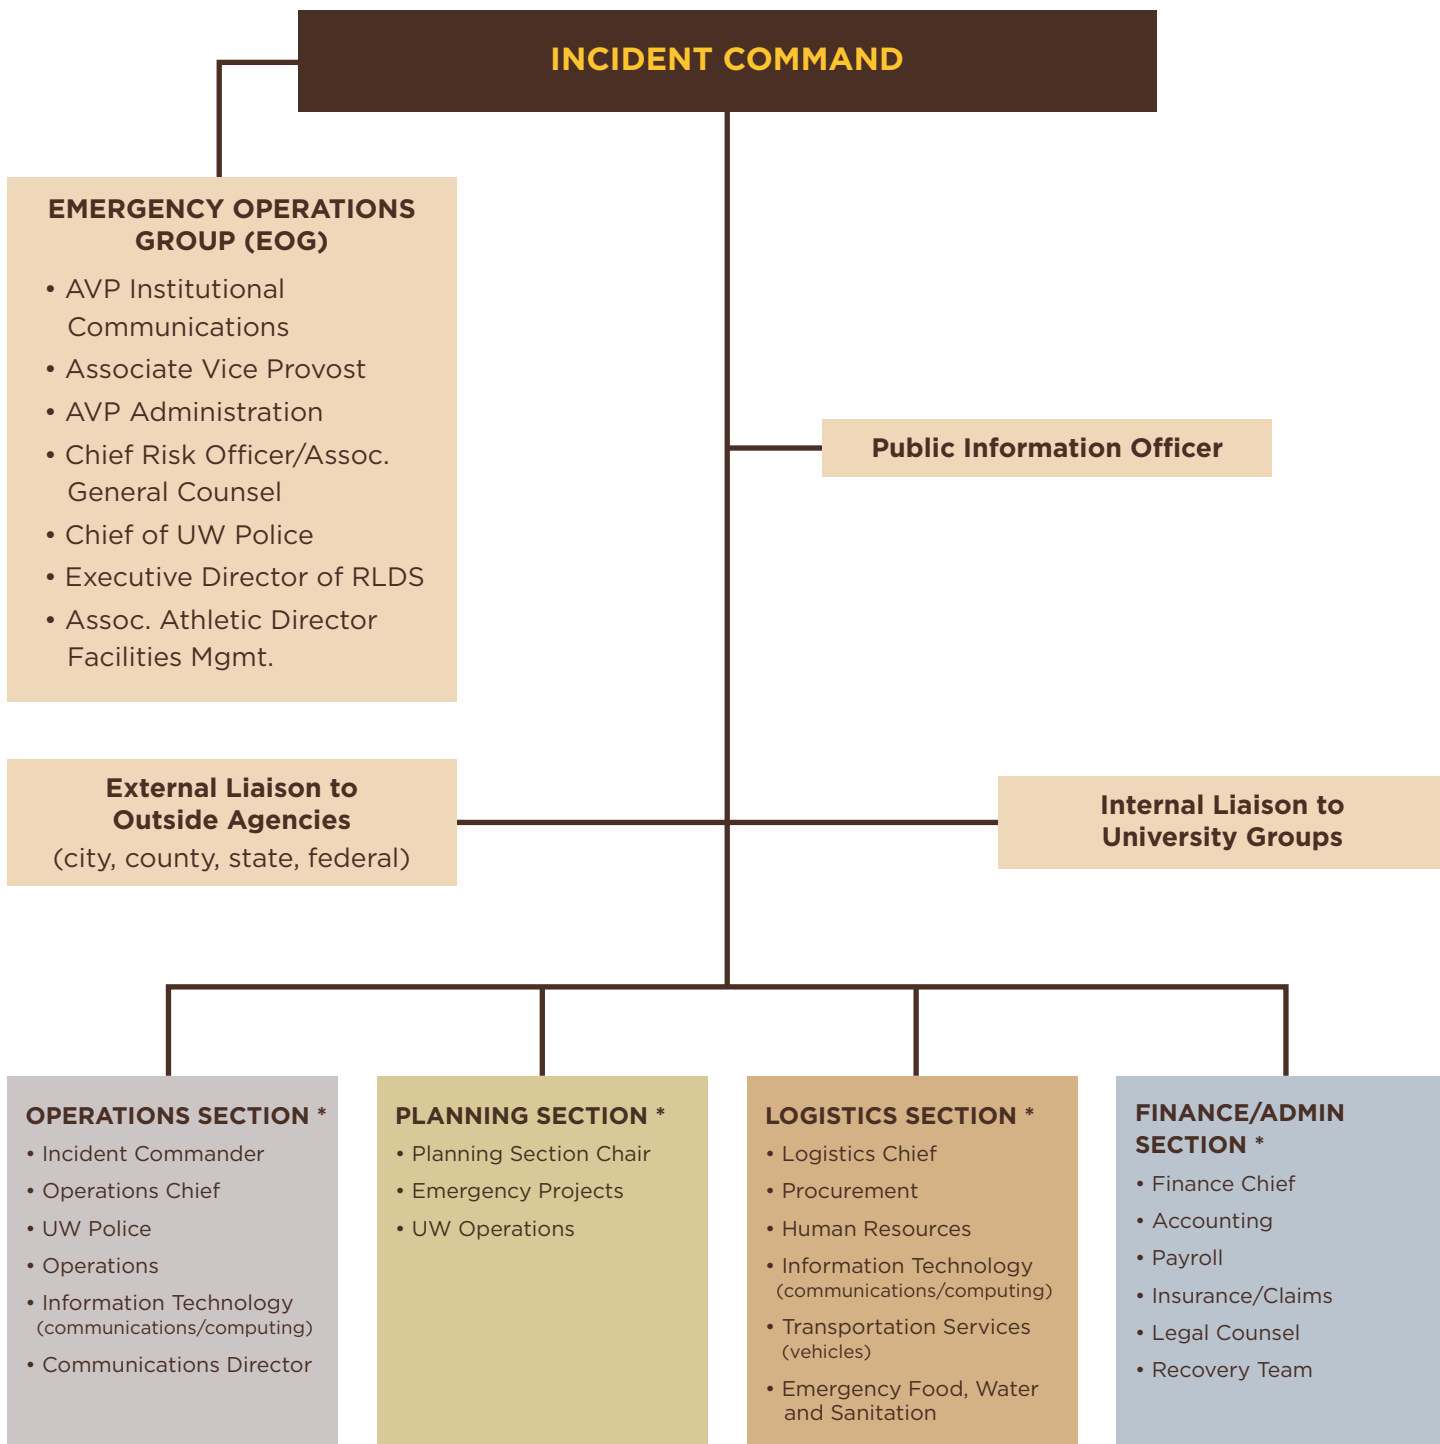 INCIDENT COMMAND
EMERGENCY OPERATIONS
GROUP (EOG)
• AVP Institutional
Communications
• Associate Vice Provost
• AVP Administration
• Chief Risk Officer/Assoc.
General Counsel
• Chief of UW Police
• Executive Director of RLDS
• Assoc. Athletic Director
Facilities Mgmt.
Public Information Officer
External Liaison to
Outside Agencies
(city, county, state, federal)
Internal Liaison to
University Groups
OPERATIONS SECTION *
• Incident Commander
• Operations Chief
• UW Police
• Operations
• Information Technology
(communications/computing)
• Communications Director
PLANNING SECTION *
• Planning Section Chair
• Emergency Projects
• UW Operations
LOGISTICS SECTION *
• Logistics Chief
• Procurement
• Human Resources
• Information Technology
(communications/computing)
• Transportation Services
(vehicles)
• Emergency Food, Water
and Sanitation
FINANCE/ADMIN
SECTION *
• Finance Chief
• Accounting
• Payroll
• Insurance/Claims
• Legal Counsel
• Recovery Team